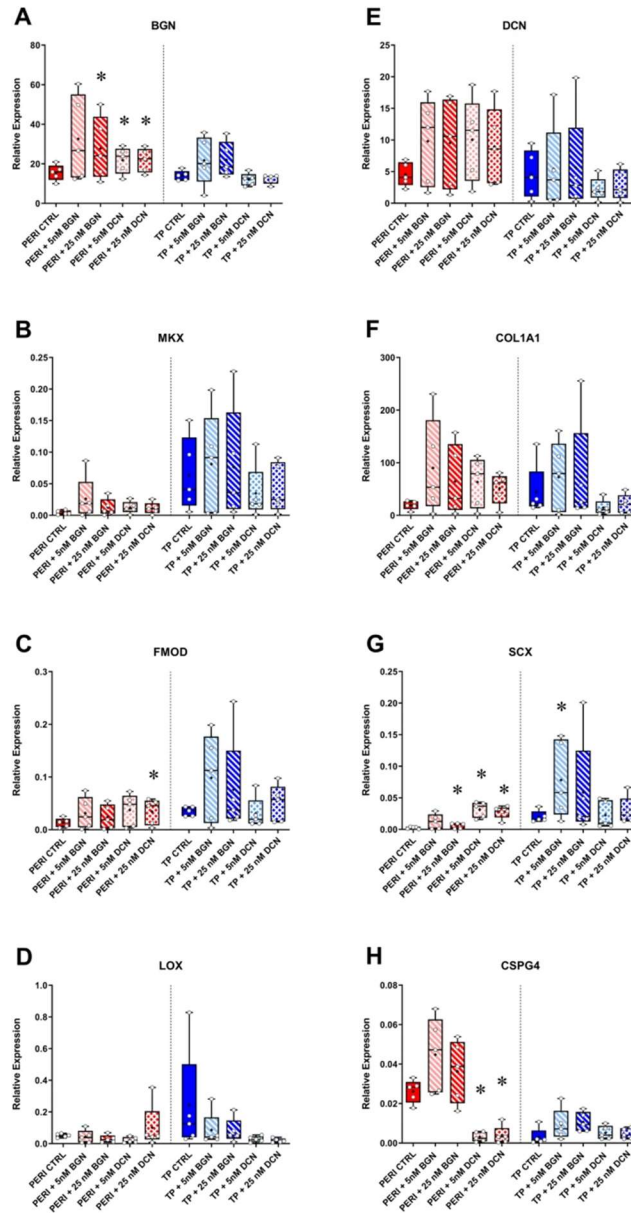 A
BGN
Relative Expression
80
60
40
20
0
*
*
*
PERI CTRL
PERI + 5nM BGN
PERI + 25 nM BGN
PERI + 5nM DCN
PERI + 25 nM DCN
TP CTRL
TP + 5nM BGN
TP + 25 nM BGN
TP + 5nM DCN
TP + 25 nM DCN
E
DCN
Relative Expression
25
20
15
10
5
0
PERI CTRL
PERI + 5nM BGN
PERI + 25 nM BGN
PERI + 5nM DCN
PERI + 25 nM DCN
TP CTRL
TP + 5nM BGN
TP + 25 nM BGN
TP + 5nM DCN
TP + 25 nM DCN
B
MKX
Relative Expression
0.25
0.20
0.15
0.10
0.05
0.00
PERI CTRL
PERI + 5nM BGN
PERI + 25 nM BGN
PERI + 5nM DCN
PERI + 25 nM DCN
TP CTRL
TP + 5nM BGN
TP + 25 nM BGN
TP + 5nM DCN
TP + 25 nM DCN
F
COL1A1
Relative Expression
300
200
100
0
PERI CTRL
PERI + 5nM BGN
PERI + 25 nM BGN
PERI + 5nM DCN
PERI + 25 nM DCN
TP CTRL
TP + 5nM BGN
TP + 25 nM BGN
TP + 5nM DCN
TP + 25 nM DCN
C
FMOD
Relative Expression
0.3
0.2
0.1
0.0
*
PERI CTRL
PERI + 5nM BGN
PERI + 25 nM BGN
PERI + 5nM DCN
PERI + 25 nM DCN
TP CTRL
TP + 5nM BGN
TP + 25 nM BGN
TP + 5nM DCN
TP + 25 nM DCN
G
SCX
Relative Expression
0.25
0.20
0.15
0.10
0.05
0.00
*
*
*
*
PERI CTRL
PERI + 5nM BGN
PERI + 25 nM BGN
PERI + 5nM DCN
PERI + 25 nM DCN
TP CTRL
TP + 5nM BGN
TP + 25 nM BGN
TP + 5nM DCN
TP + 25 nM DCN
D
LOX
Relative Expression
1.0
0.8
0.6
0.4
0.2
0.0
PERI CTRL
PERI + 5nM BGN
PERI + 25 nM BGN
PERI + 5nM DCN
PERI + 25 nM DCN
TP CTRL
TP + 5nM BGN
TP + 25 nM BGN
TP + 5nM DCN
TP + 25 nM DCN
H
CSPG4
Relative Expression
0.08
0.06
0.04
0.02
0.00
*
*
PERI CTRL
PERI + 5nM BGN
PERI + 25 nM BGN
PERI + 5nM DCN
PERI + 25 nM DCN
TP CTRL
TP + 5nM BGN
TP + 25 nM BGN
TP + 5nM DCN
TP + 25 nM DCN